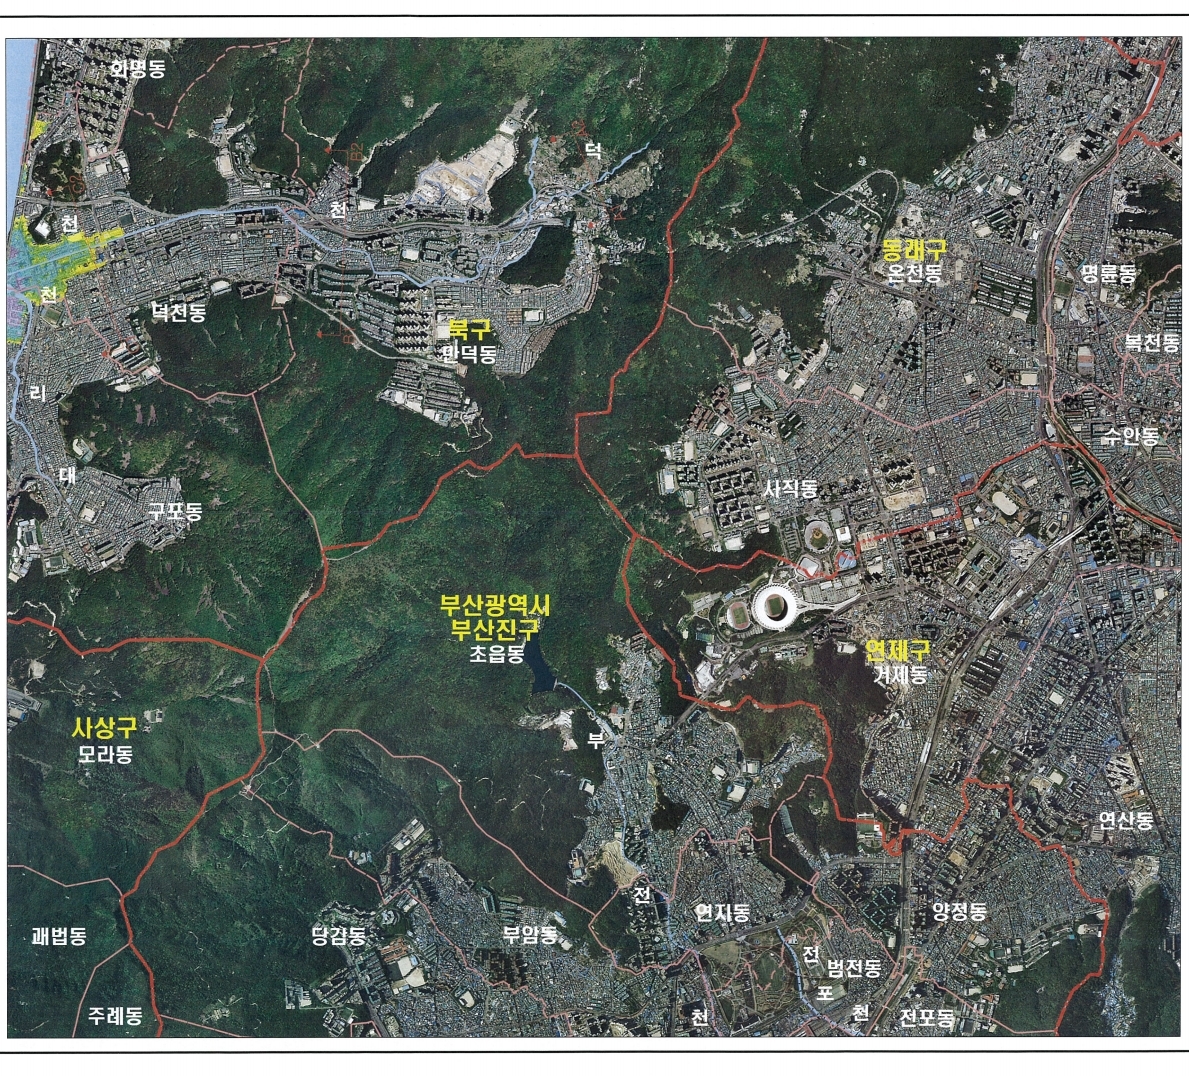 화명동
B2
덕
천
천
동래구
온천동
명륜동
천
덕천동
북구
만덕동
복천동
리
수안동
대
사직동
구포동
부산광역시
부산진구
초읍동
연제구
거제동
사상구
모라동
부
연산동
전
연지동
양정동
괘법동
당감동
부암동
전
범전동
포
주례동
천
천
전포동